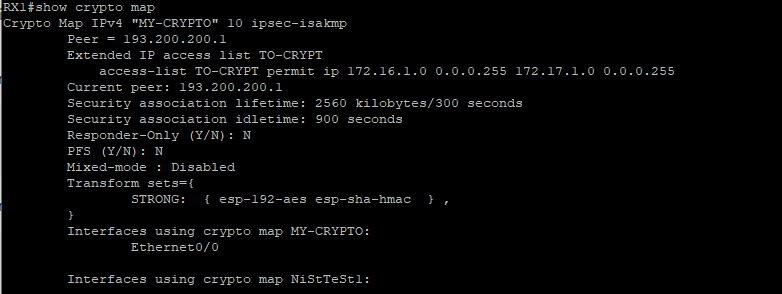 RX1#show crypto map
Crypto Map IPv4 "MY-CRYPTO" 10 ipsec-isakmp
Peer = 193.200.200.1
Extended IP access list TO-CRYPT
access-list TO-CRYPT permit ip 172.16.1.0 0.0.0.255 172.17.1.0 0.0.0.255
Current peer: 193.200.200.1
Security association lifetime: 2560 kilobytes/300 seconds
Security association idletime: 900 seconds
Responder-Only (Y/N): N
PFS (Y/N): N
Mixed-mode : Disabled
Transform sets={
STRONG:  { esp-192-aes esp-sha-hmac  } ,
}
Interfaces using crypto map MY-CRYPTO:
Ethernet0/0
Interfaces using crypto map NiStTeSt1: